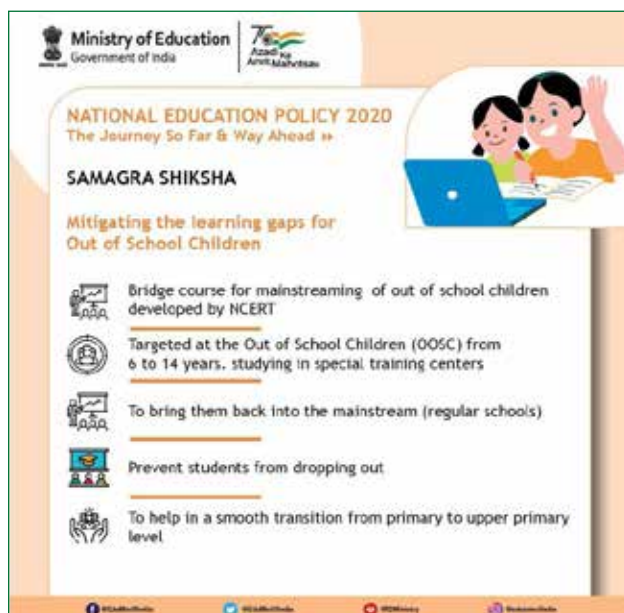 Ministry of Education
Government of India
Azadi Ka
Amrit Mahotsav
NATIONAL EDUCATION POLICY 2020
The Journey So Far & Way Ahead »
SAMAGRA SHIKSHA
Mitigating the learning gaps for
Out of School Children
Bridge course for mainstreaming of out of school children
developed by NCERT
Targeted at the Out of School Children (OOSC) from
6 to 14 years. studying in special training centers
To bring them back into the mainstream (regular schools)
Prevent students from dropping out
To help in a smooth transition from primary to upper primary
level